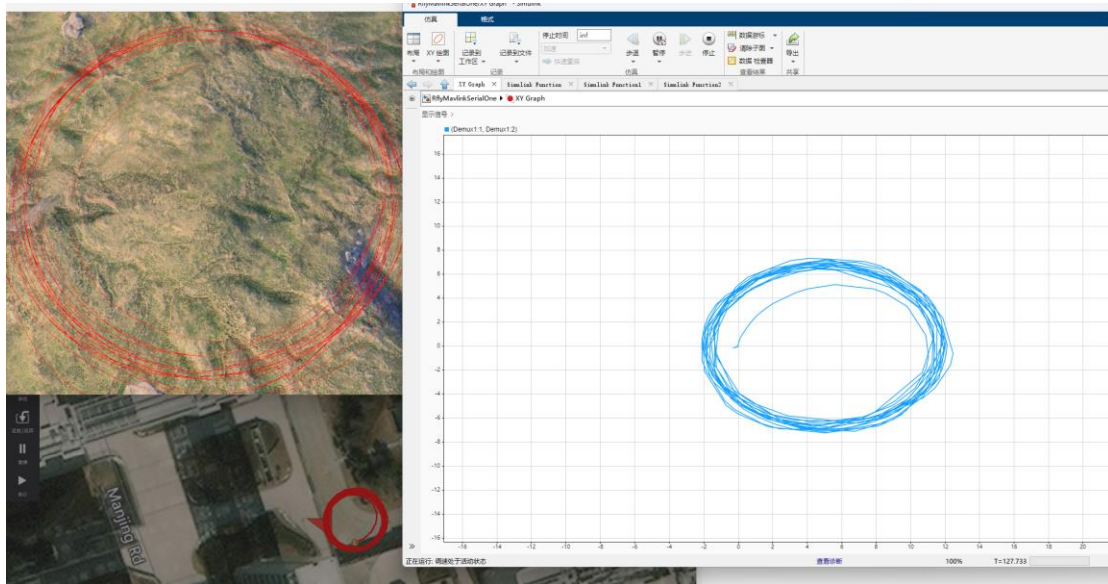 RflyMavlinkSerialOne/XY Graph - Simulink
仿真 格式
停止时间 inf
加速
快速重启
布局 XY 绘图 记录到工作区 记录到文件 步退 暂停 步进 停止 数据游标 清除子图 数据检查器 导出
布局和绘图 记录 仿真 查看结果 共享
XY Graph Simulink Function Simulink Function1 Simulink Function2
RflyMavlinkSerialOne XY Graph
显示信号
(Demux1:1, Demux1:2)
16
14
12
10
8
6
4
2
0
-2
-4
-6
-8
-10
-12
-14
-16
-16 -14 -12 -10 -8 -6 -4 -2 0 2 4 6 8 10 12 14 16 18 20
正在运行: 调速处于活动状态 查看诊断 100% T=127.733
Manjing Rd